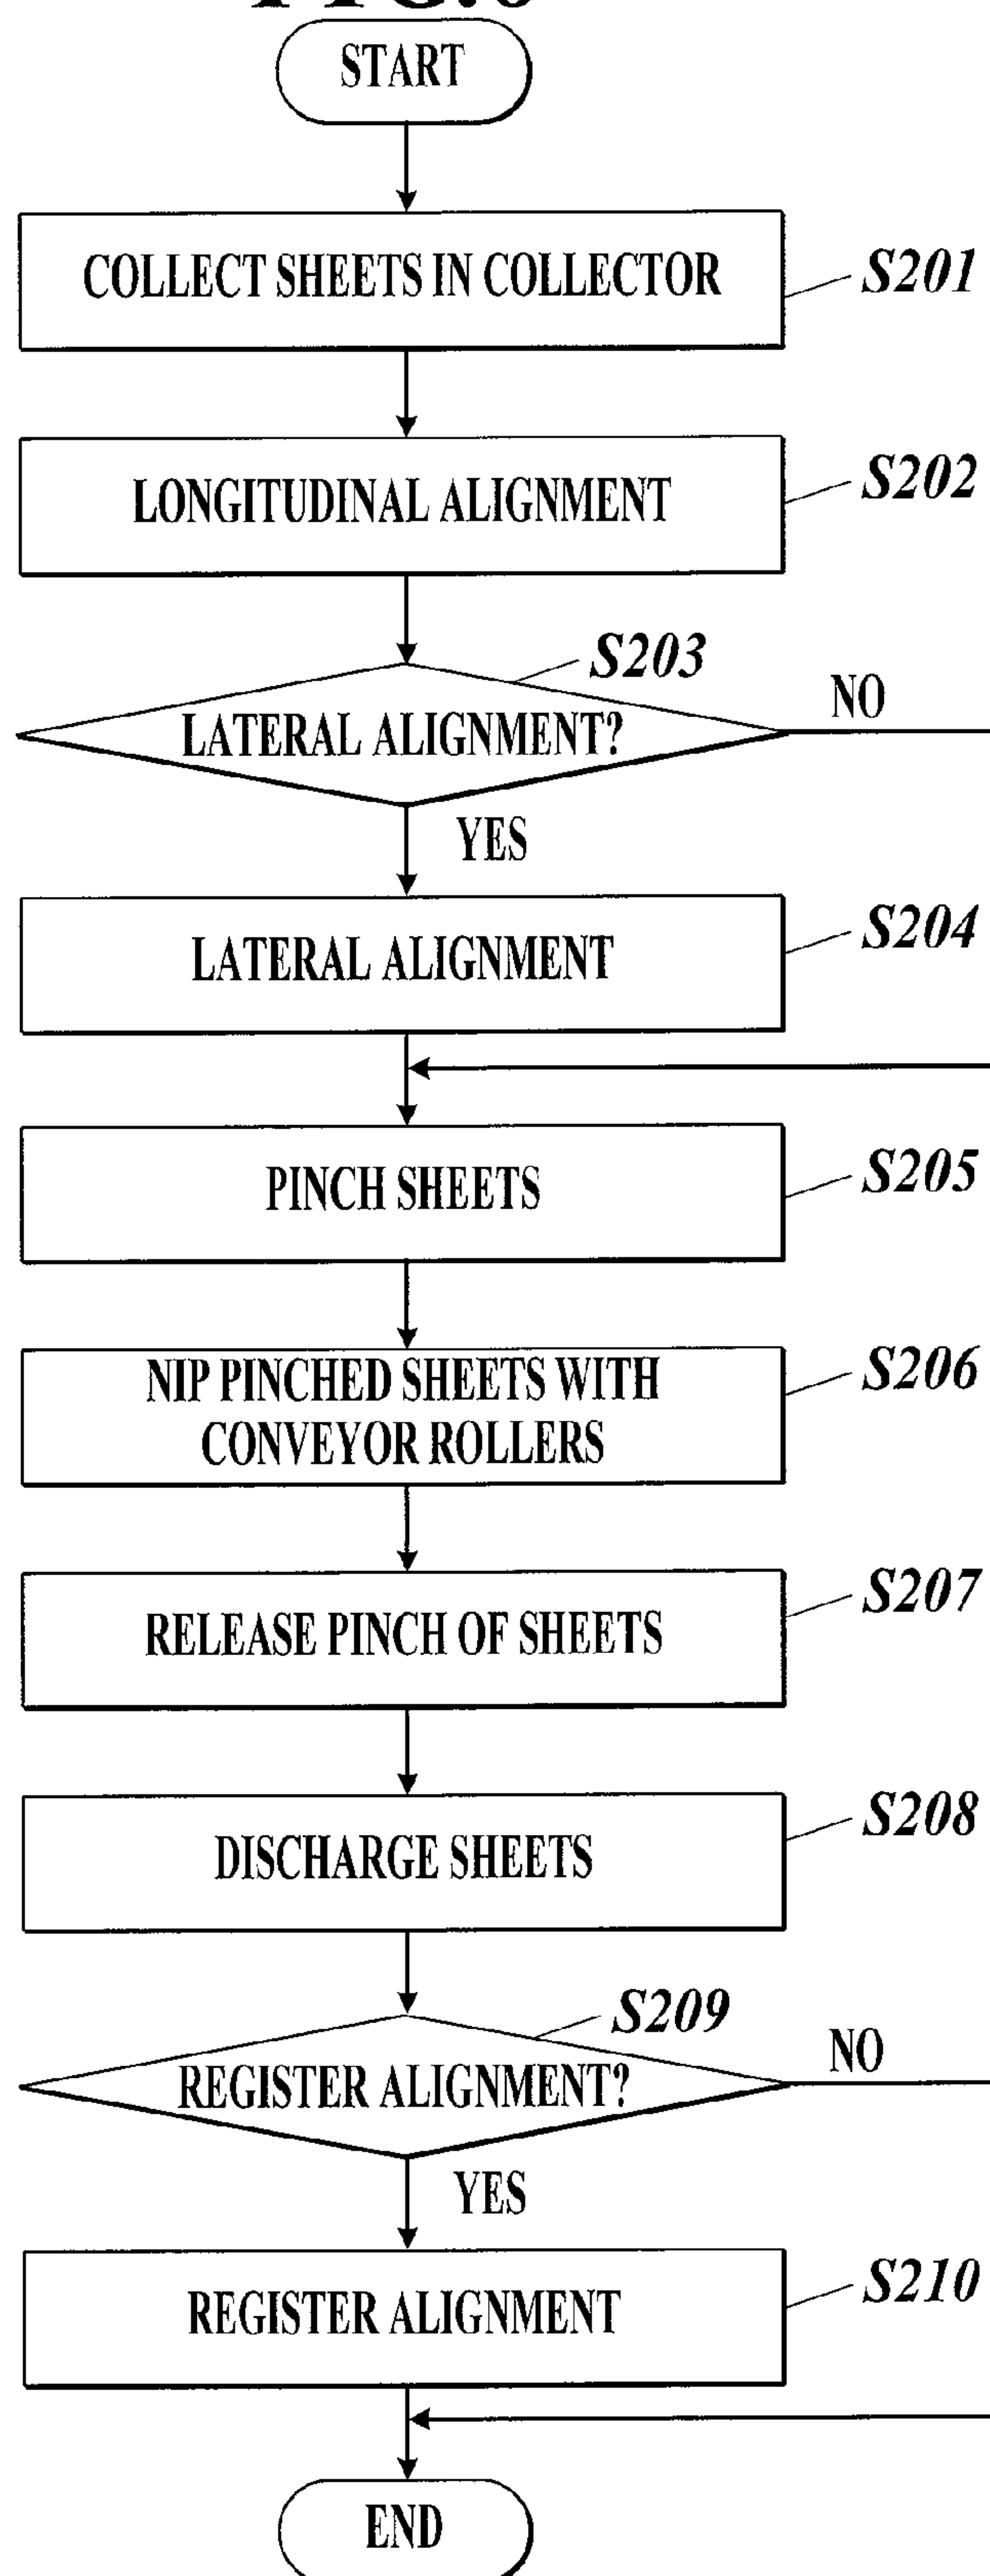 START
COLLECT SHEETS IN COLLECTOR
S201
LONGITUDINAL ALIGNMENT
S202
S203
LATERAL ALIGNMENT?
NO
YES
LATERAL ALIGNMENT
S204
PINCH SHEETS
S205
NIP PINCHED SHEETS WITH
CONVEYOR ROLLERS
S206
RELEASE PINCH OF SHEETS
S207
DISCHARGE SHEETS
S208
S209
REGISTER ALIGNMENT?
NO
YES
REGISTER ALIGNMENT
S210
END